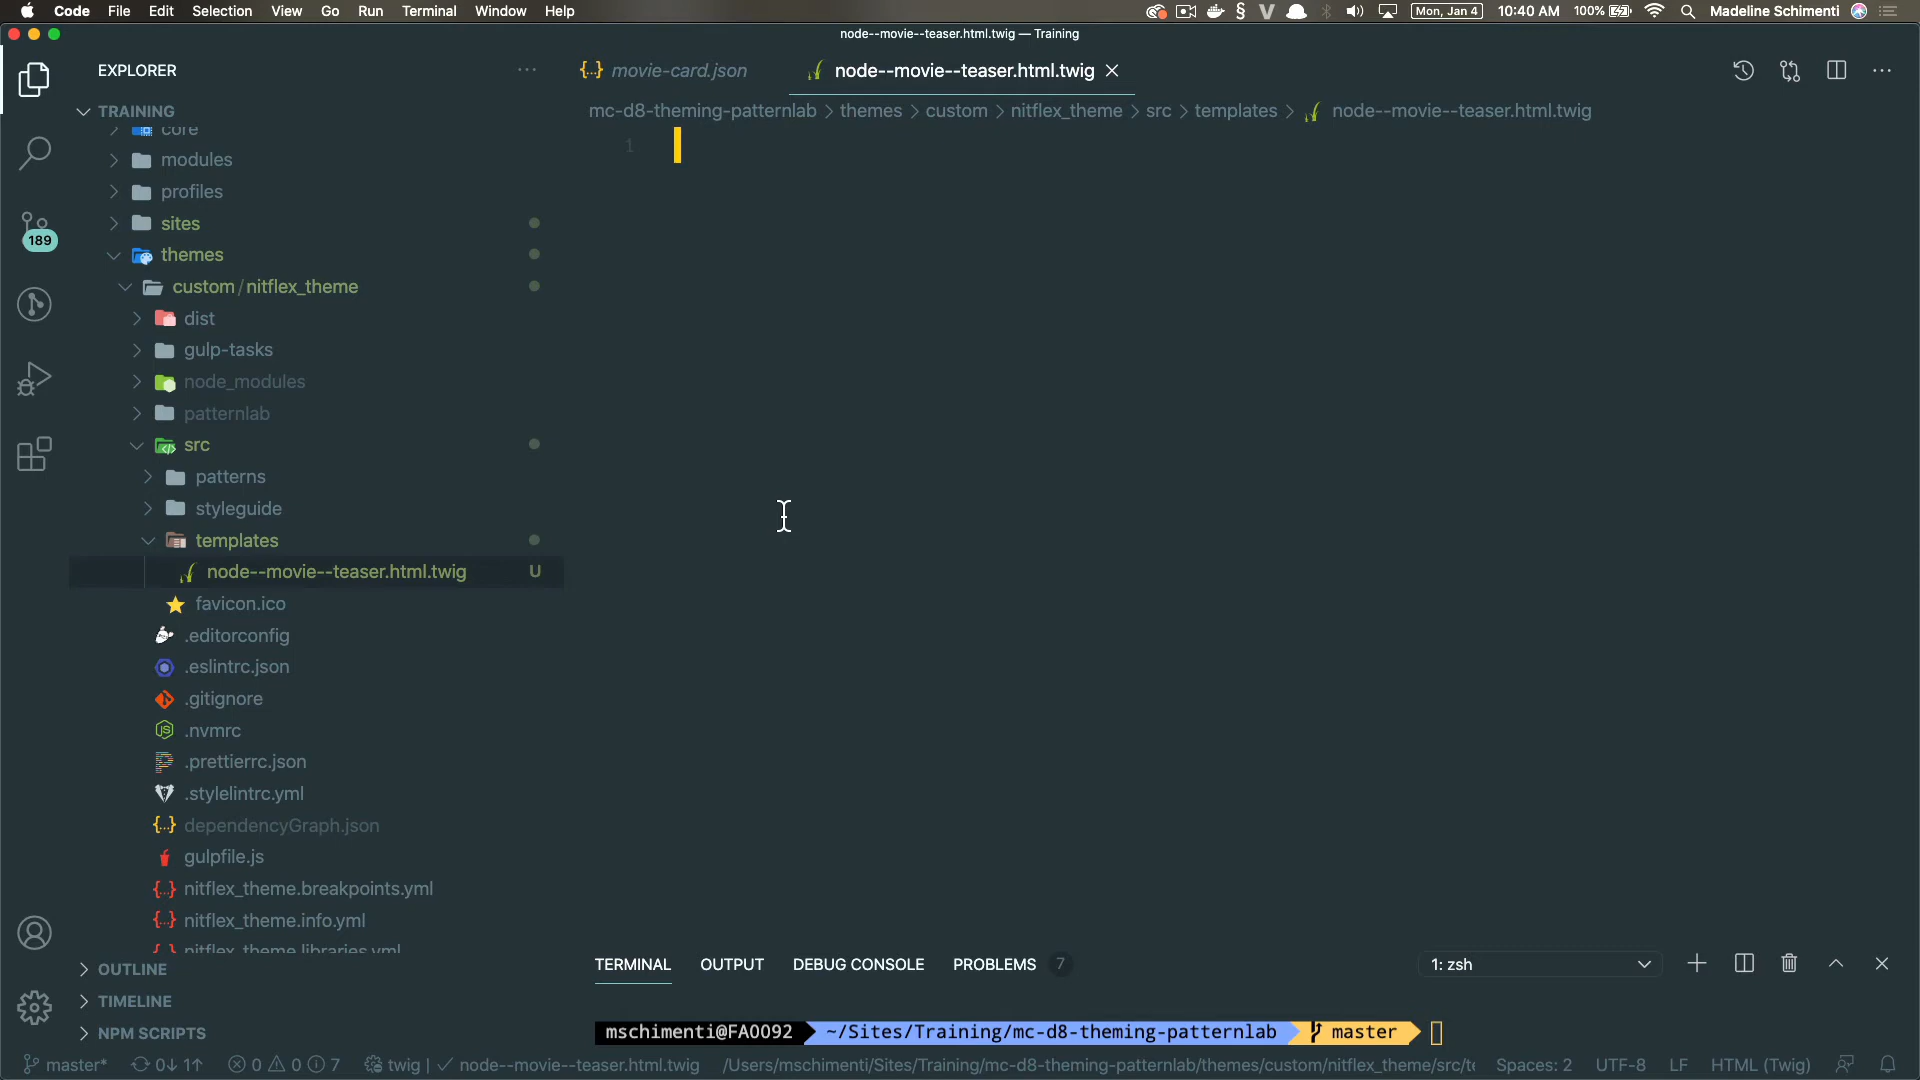 Code File Edit Selection View Go Run Terminal Window Help Mon, Jan 4 10:40 AM 100% Madeline Schimenti
node--movie--teaser.html.twig — Training
EXPLORER
movie-card.json
node--movie--teaser.html.twig
TRAINING
mc-d8-theming-patternlab > themes > custom > nitflex_theme > src > templates > node--movie--teaser.html.twig
core
1
modules
profiles
sites
189
themes
custom / nitflex_theme
dist
gulp-tasks
node_modules
patternlab
src
patterns
styleguide
templates
node--movie--teaser.html.twig U
favicon.ico
.editorconfig
.eslintrc.json
.gitignore
.nvmrc
.prettierrc.json
.stylelintrc.yml
dependencyGraph.json
gulpfile.js
nitflex_theme.breakpoints.yml
nitflex_theme.info.yml
nitflex_theme.libraries.yml
OUTLINE
TIMELINE
NPM SCRIPTS
TERMINAL OUTPUT DEBUG CONSOLE PROBLEMS 7 1: zsh
mschimenti@FA0092 ~/Sites/Training/mc-d8-theming-patternlab master
master* 0↓ 1↑ 0 0 7 twig | ✓ node--movie--teaser.html.twig /Users/mschimenti/Sites/Training/mc-d8-theming-patternlab/themes/custom/nitflex_theme/src/te Spaces: 2 UTF-8 LF HTML (Twig)